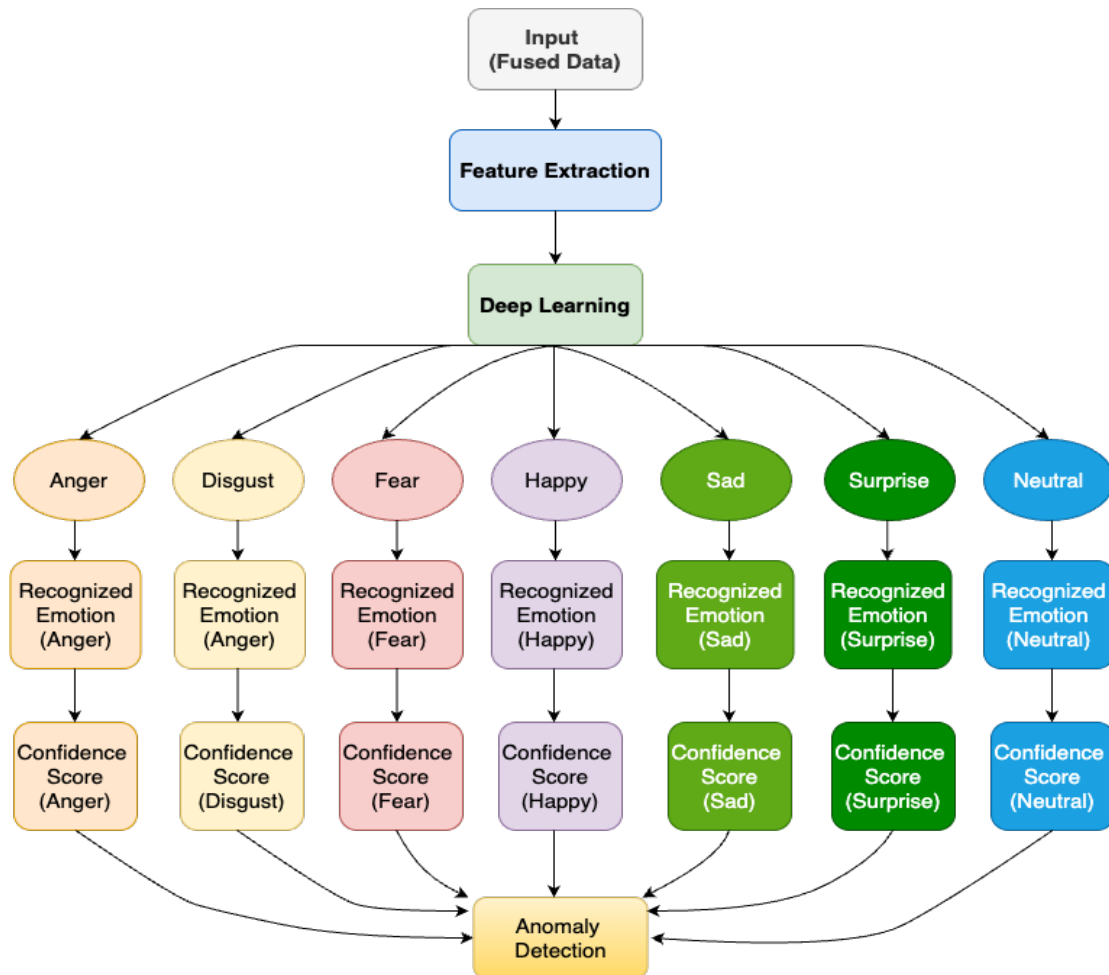 Input
(Fused Data)
Feature Extraction
Deep Learning
Anger
Disgust
Fear
Happy
Sad
Surprise
Neutral
Recognized
Emotion
(Anger)
Recognized
Emotion
(Anger)
Recognized
Emotion
(Fear)
Recognized
Emotion
(Happy)
Recognized
Emotion
(Sad)
Recognized
Emotion
(Surprise)
Recognized
Emotion
(Neutral)
Confidence
Score
(Anger)
Confidence
Score
(Disgust)
Confidence
Score
(Fear)
Confidence
Score
(Happy)
Confidence
Score
(Sad)
Confidence
Score
(Surprise)
Confidence
Score
(Neutral)
Anomaly
Detection